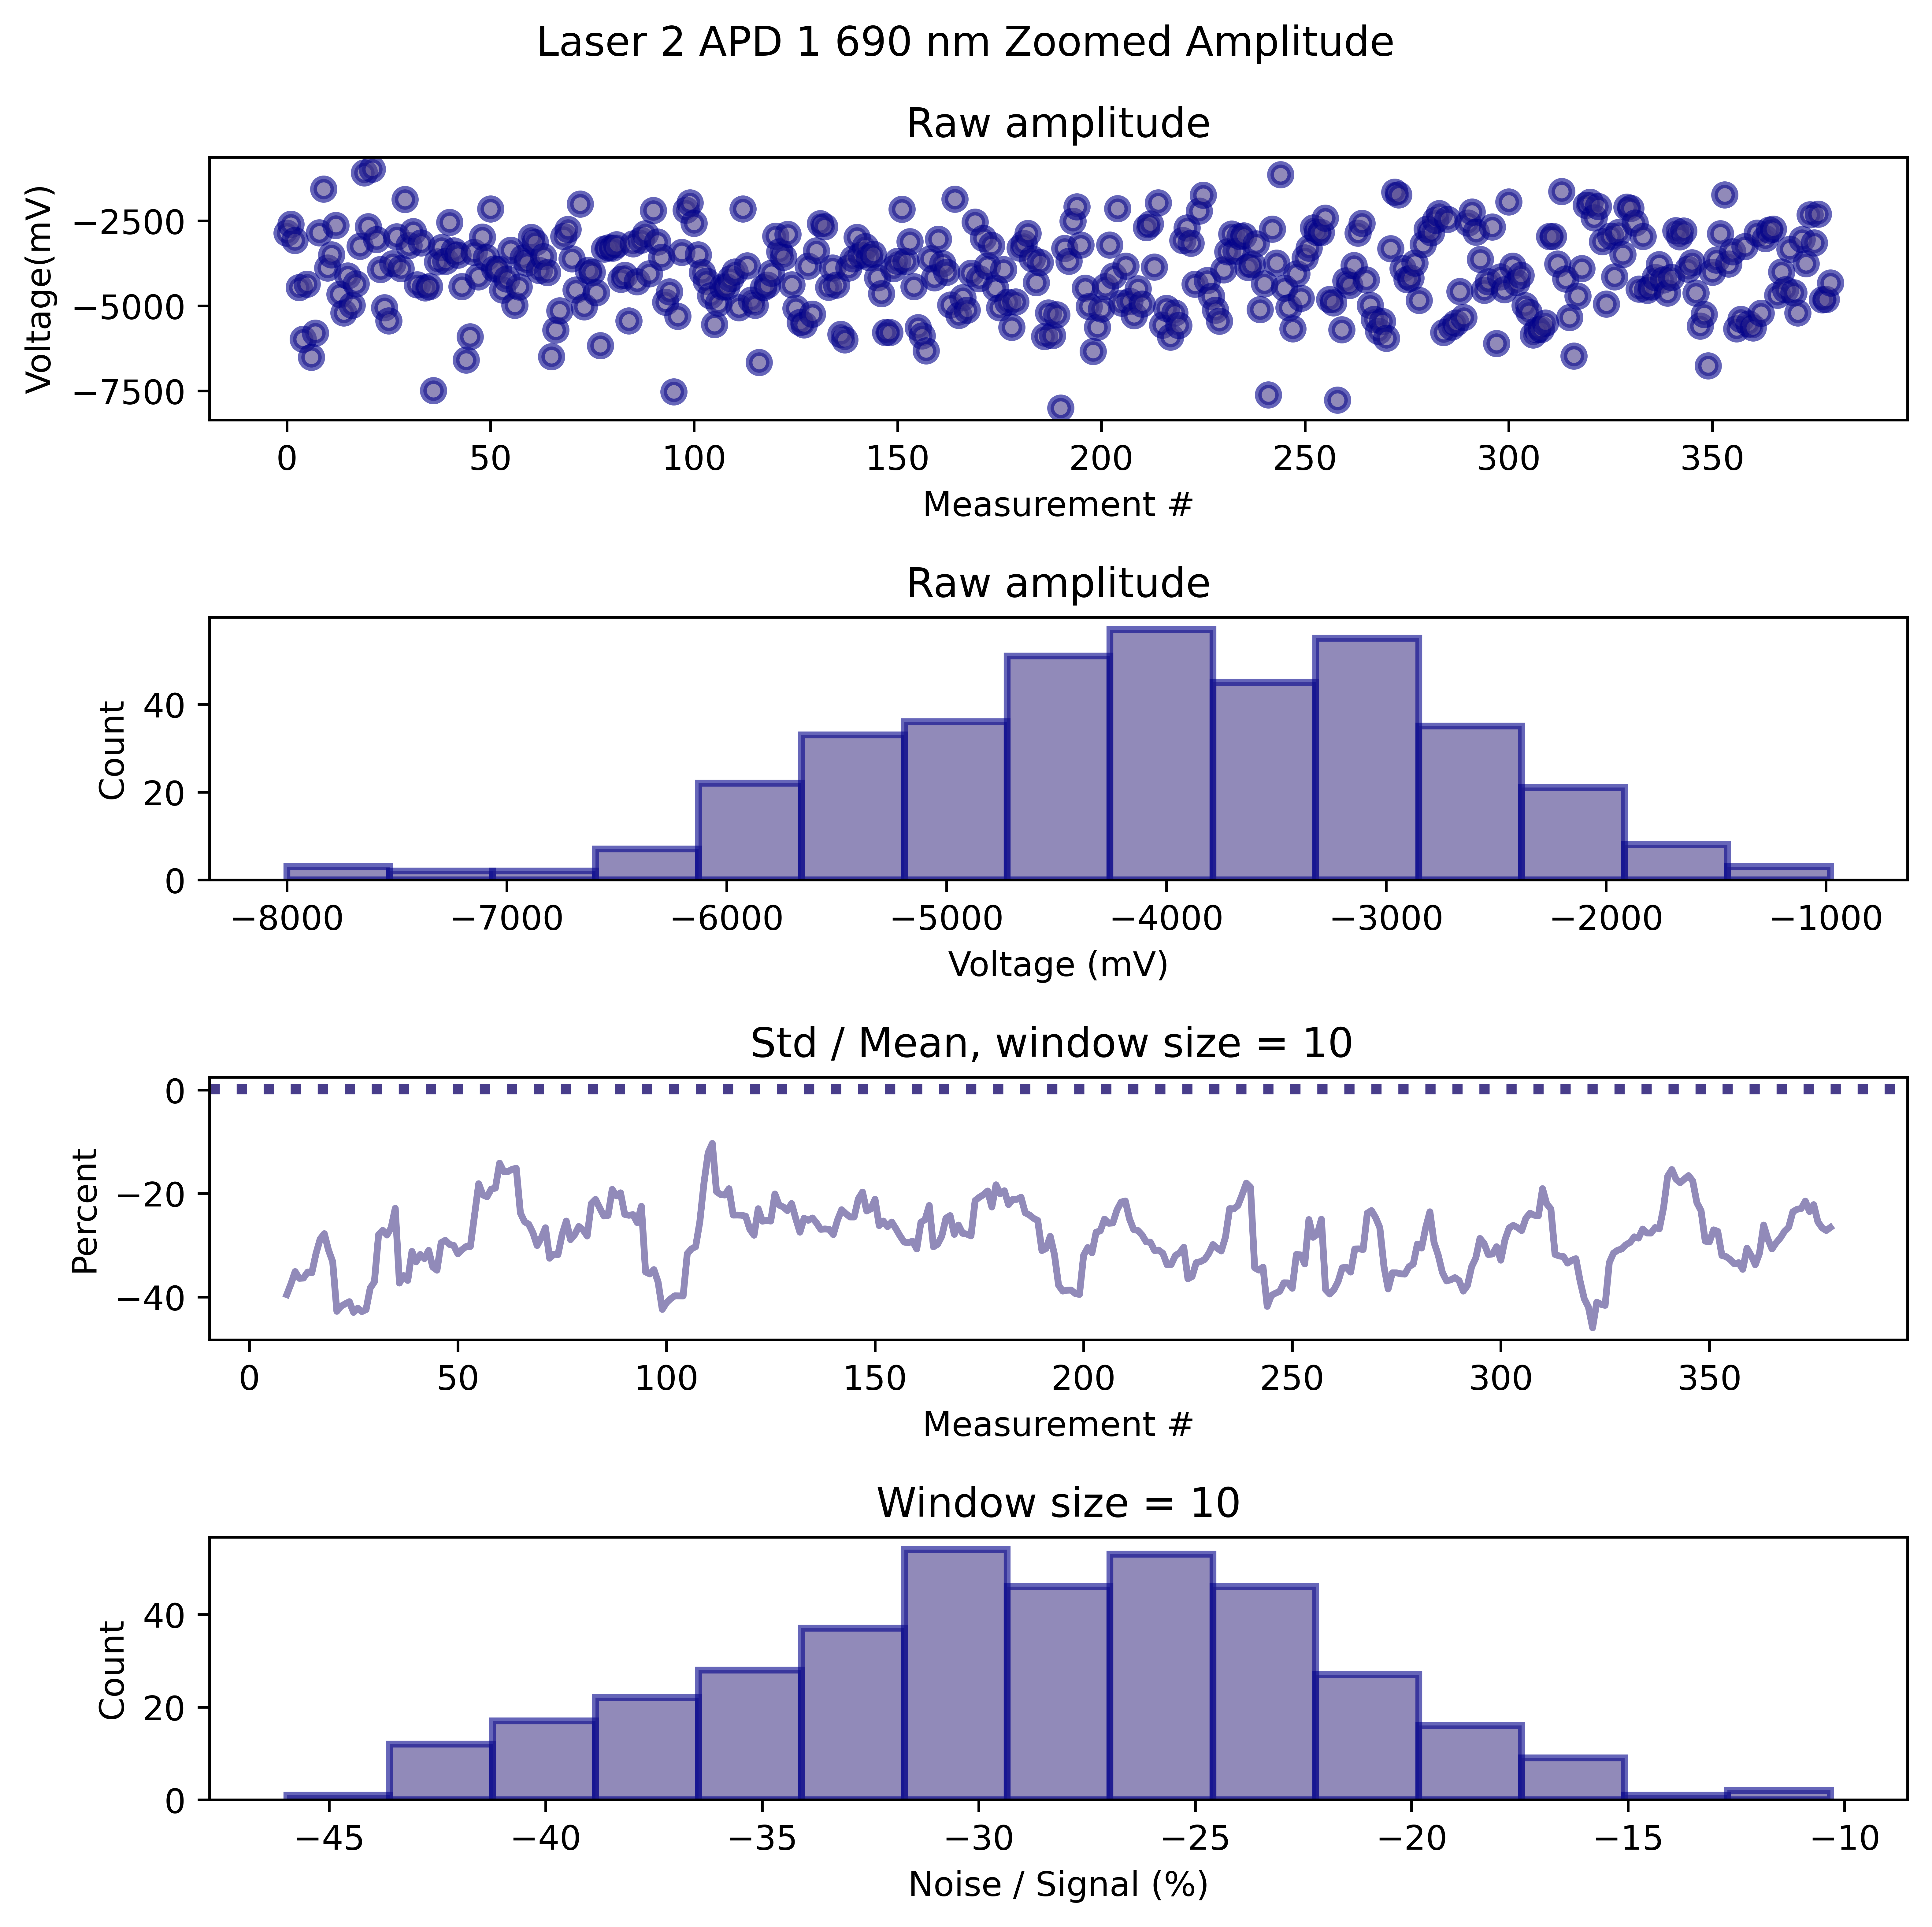 Laser 2 APD 1 690 nm Zoomed Amplitude
Raw amplitude
Voltage(mV)
−2500
−5000
−7500
0 50 100 150 200 250 300 350
Measurement #
Raw amplitude
Count
40
20
0
−8000 −7000 −6000 −5000 −4000 −3000 −2000 −1000
Voltage (mV)
Std / Mean, window size = 10
Percent
0
−20
−40
0 50 100 150 200 250 300 350
Measurement #
Window size = 10
Count
40
20
0
−45 −40 −35 −30 −25 −20 −15 −10
Noise / Signal (%)